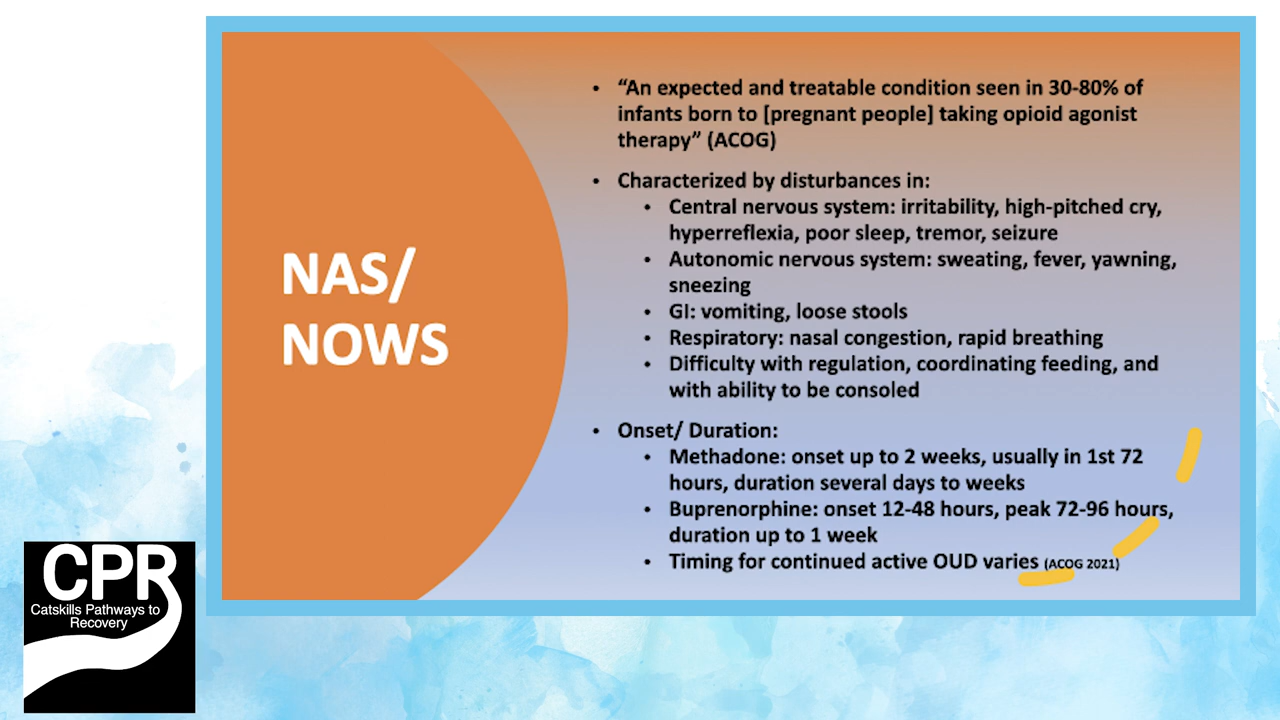 NAS/
NOWS
• “An expected and treatable condition seen in 30-80% of
infants born to [pregnant people] taking opioid agonist
therapy” (ACOG)
• Characterized by disturbances in:
• Central nervous system: irritability, high-pitched cry,
hyperreflexia, poor sleep, tremor, seizure
• Autonomic nervous system: sweating, fever, yawning,
sneezing
• GI: vomiting, loose stools
• Respiratory: nasal congestion, rapid breathing
• Difficulty with regulation, coordinating feeding, and
with ability to be consoled
• Onset/ Duration:
• Methadone: onset up to 2 weeks, usually in 1st 72
hours, duration several days to weeks
• Buprenorphine: onset 12-48 hours, peak 72-96 hours,
duration up to 1 week
• Timing for continued active OUD varies (ACOG 2021)
CPR
Catskills Pathways to
Recovery